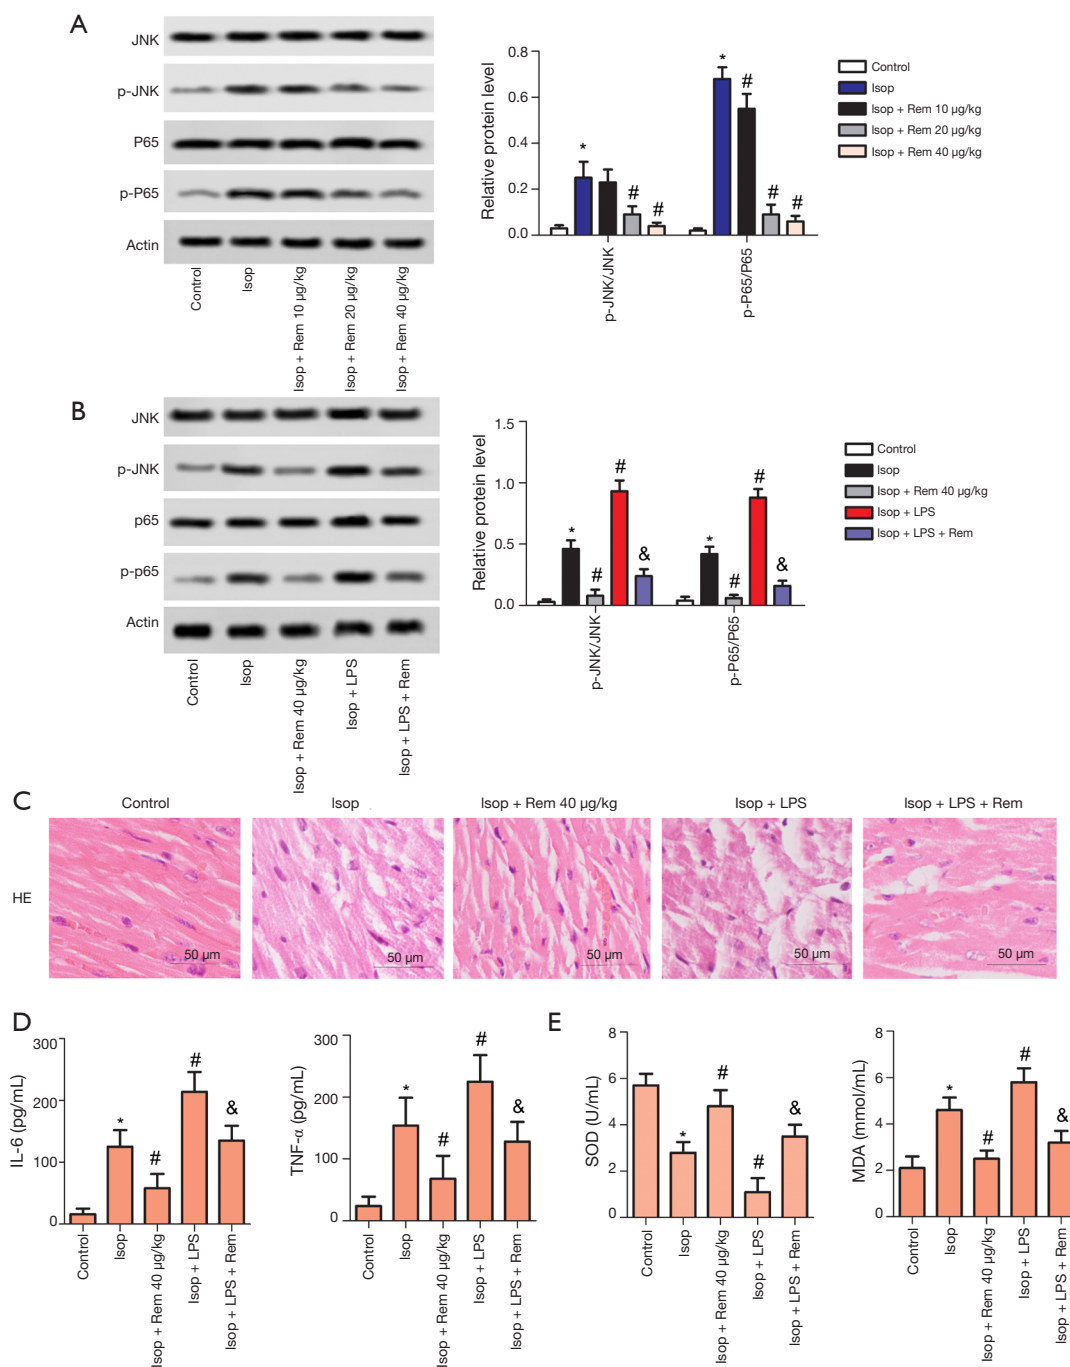 A
JNK
p-JNK
P65
p-P65
Actin
Control
Isop
Isop + Rem 10 µg/kg
Isop + Rem 20 µg/kg
Isop + Rem 40 µg/kg
Relative protein level
0.8
0.6
0.4
0.2
0.0
*
#
#
*
#
#
#
p-JNK/JNK
p-P65/P65
Control
Isop
Isop + Rem 10 µg/kg
Isop + Rem 20 µg/kg
Isop + Rem 40 µg/kg
B
JNK
p-JNK
p65
p-p65
Actin
Control
Isop
Isop + Rem 40 µg/kg
Isop + LPS
Isop + LPS + Rem
Relative protein level
1.5
1.0
0.5
0.0
*
#
#
&
*
#
#
&
p-JNK/JNK
p-P65/P65
Control
Isop
Isop + Rem 40 µg/kg
Isop + LPS
Isop + LPS + Rem
C
Control
Isop
Isop + Rem 40 µg/kg
Isop + LPS
Isop + LPS + Rem
HE
50 µm
50 µm
50 µm
50 µm
50 µm
D
IL-6 (pg/mL)
300
200
100
0
*
#
#
&
Control
Isop
Isop + Rem 40 µg/kg
Isop + LPS
Isop + LPS + Rem
TNF-α (pg/mL)
300
200
100
0
*
#
#
&
Control
Isop
Isop + Rem 40 µg/kg
Isop + LPS
Isop + LPS + Rem
E
SOD (U/mL)
8
6
4
2
0
*
#
#
&
Control
Isop
Isop + Rem 40 µg/kg
Isop + LPS
Isop + LPS + Rem
MDA (mmol/mL)
8
6
4
2
0
*
#
#
&
Control
Isop
Isop + Rem 40 µg/kg
Isop + LPS
Isop + LPS + Rem